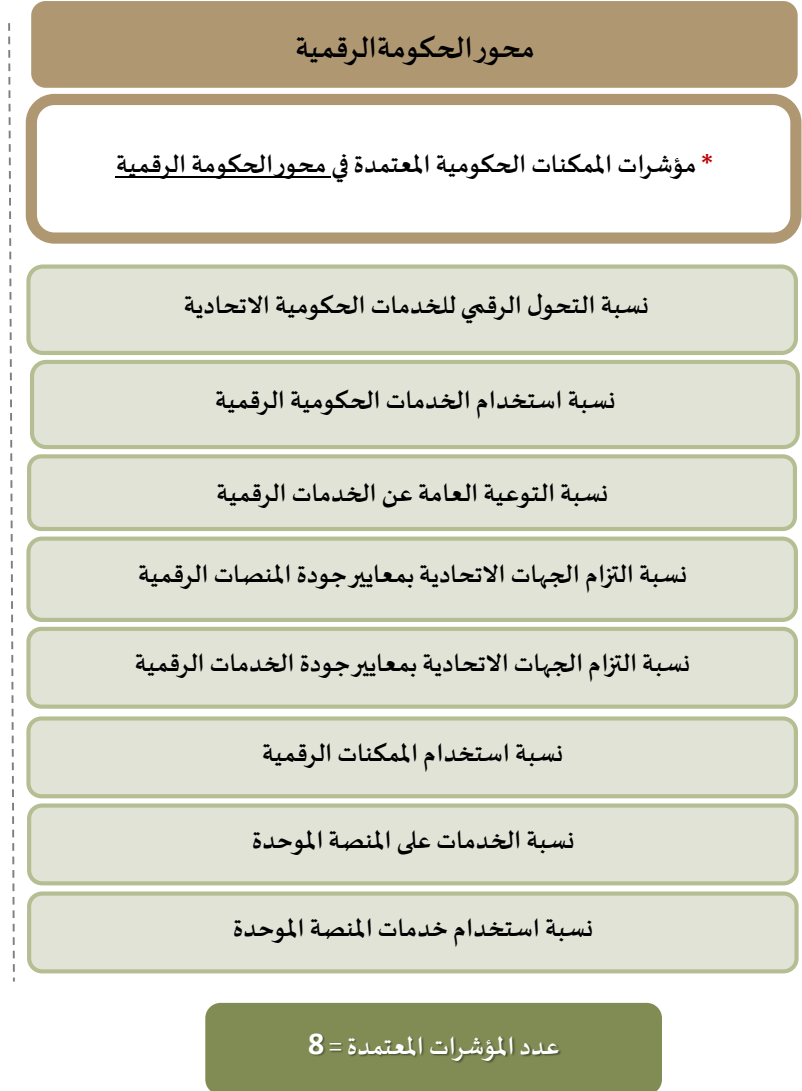 محور الحكومة الرقمية
* مؤشرات الممكنات الحكومية المعتمدة في محور الحكومة الرقمية
نسبة التحول الرقمي للخدمات الحكومية الاتحادية
نسبة استخدام الخدمات الحكومية الرقمية
نسبة التوعية العامة عن الخدمات الرقمية
نسبة التزام الجهات الاتحادية بمعايير جودة المنصات الرقمية
نسبة التزام الجهات الاتحادية بمعايير جودة الخدمات الرقمية
نسبة استخدام الممكنات الرقمية
نسبة الخدمات على المنصة الموحدة
نسبة استخدام خدمات المنصة الموحدة
عدد المؤشرات المعتمدة = 8